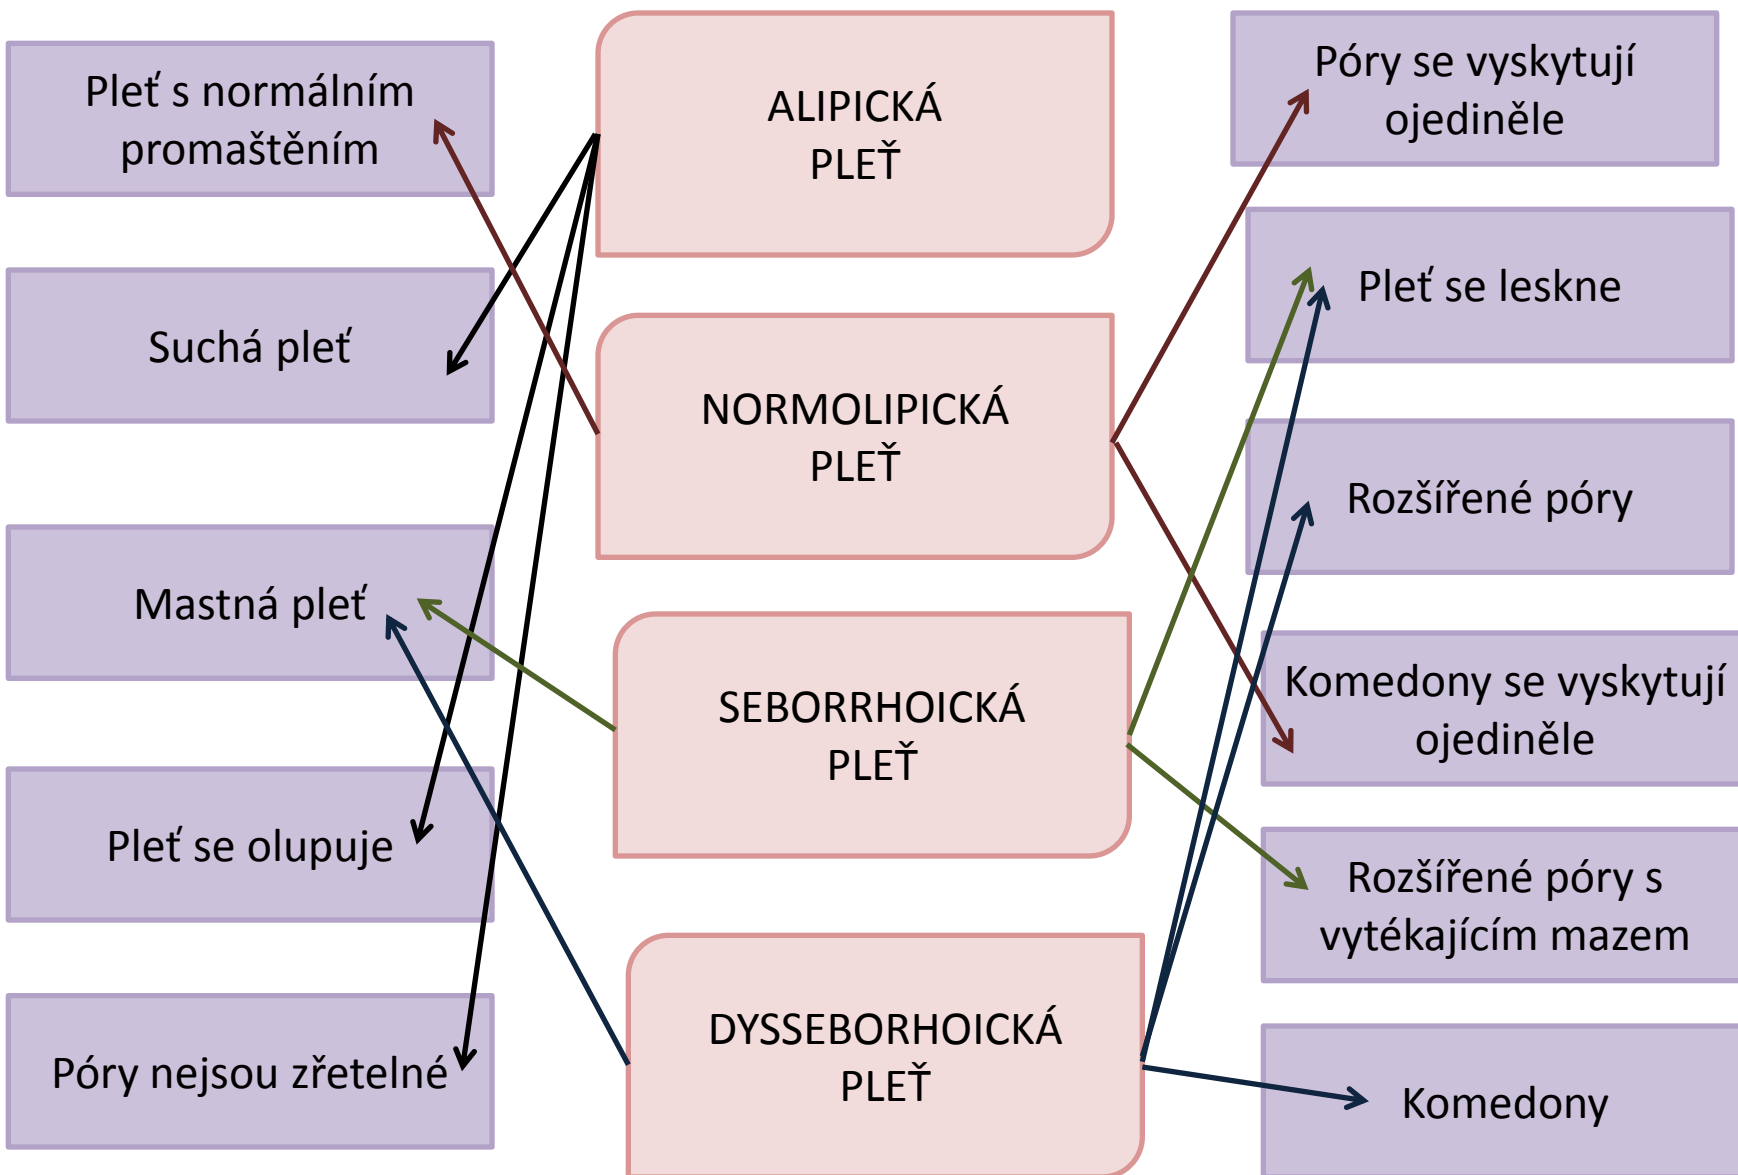 Pleť s normálním
promaštěním
Suchá pleť
Mastná pleť
Pleť se olupuje
Póry nejsou zřetelné
ALIPICKÁ
PLEŤ
NORMOLIPICKÁ
PLEŤ
SEBORRHOICKÁ
PLEŤ
DYSSEBORHOICKÁ
PLEŤ
Póry se vyskytují
ojediněle
Pleť se leskne
Rozšířené póry
Komedony se vyskytují
ojediněle
Rozšířené póry s
vytékajícím mazem
Komedony